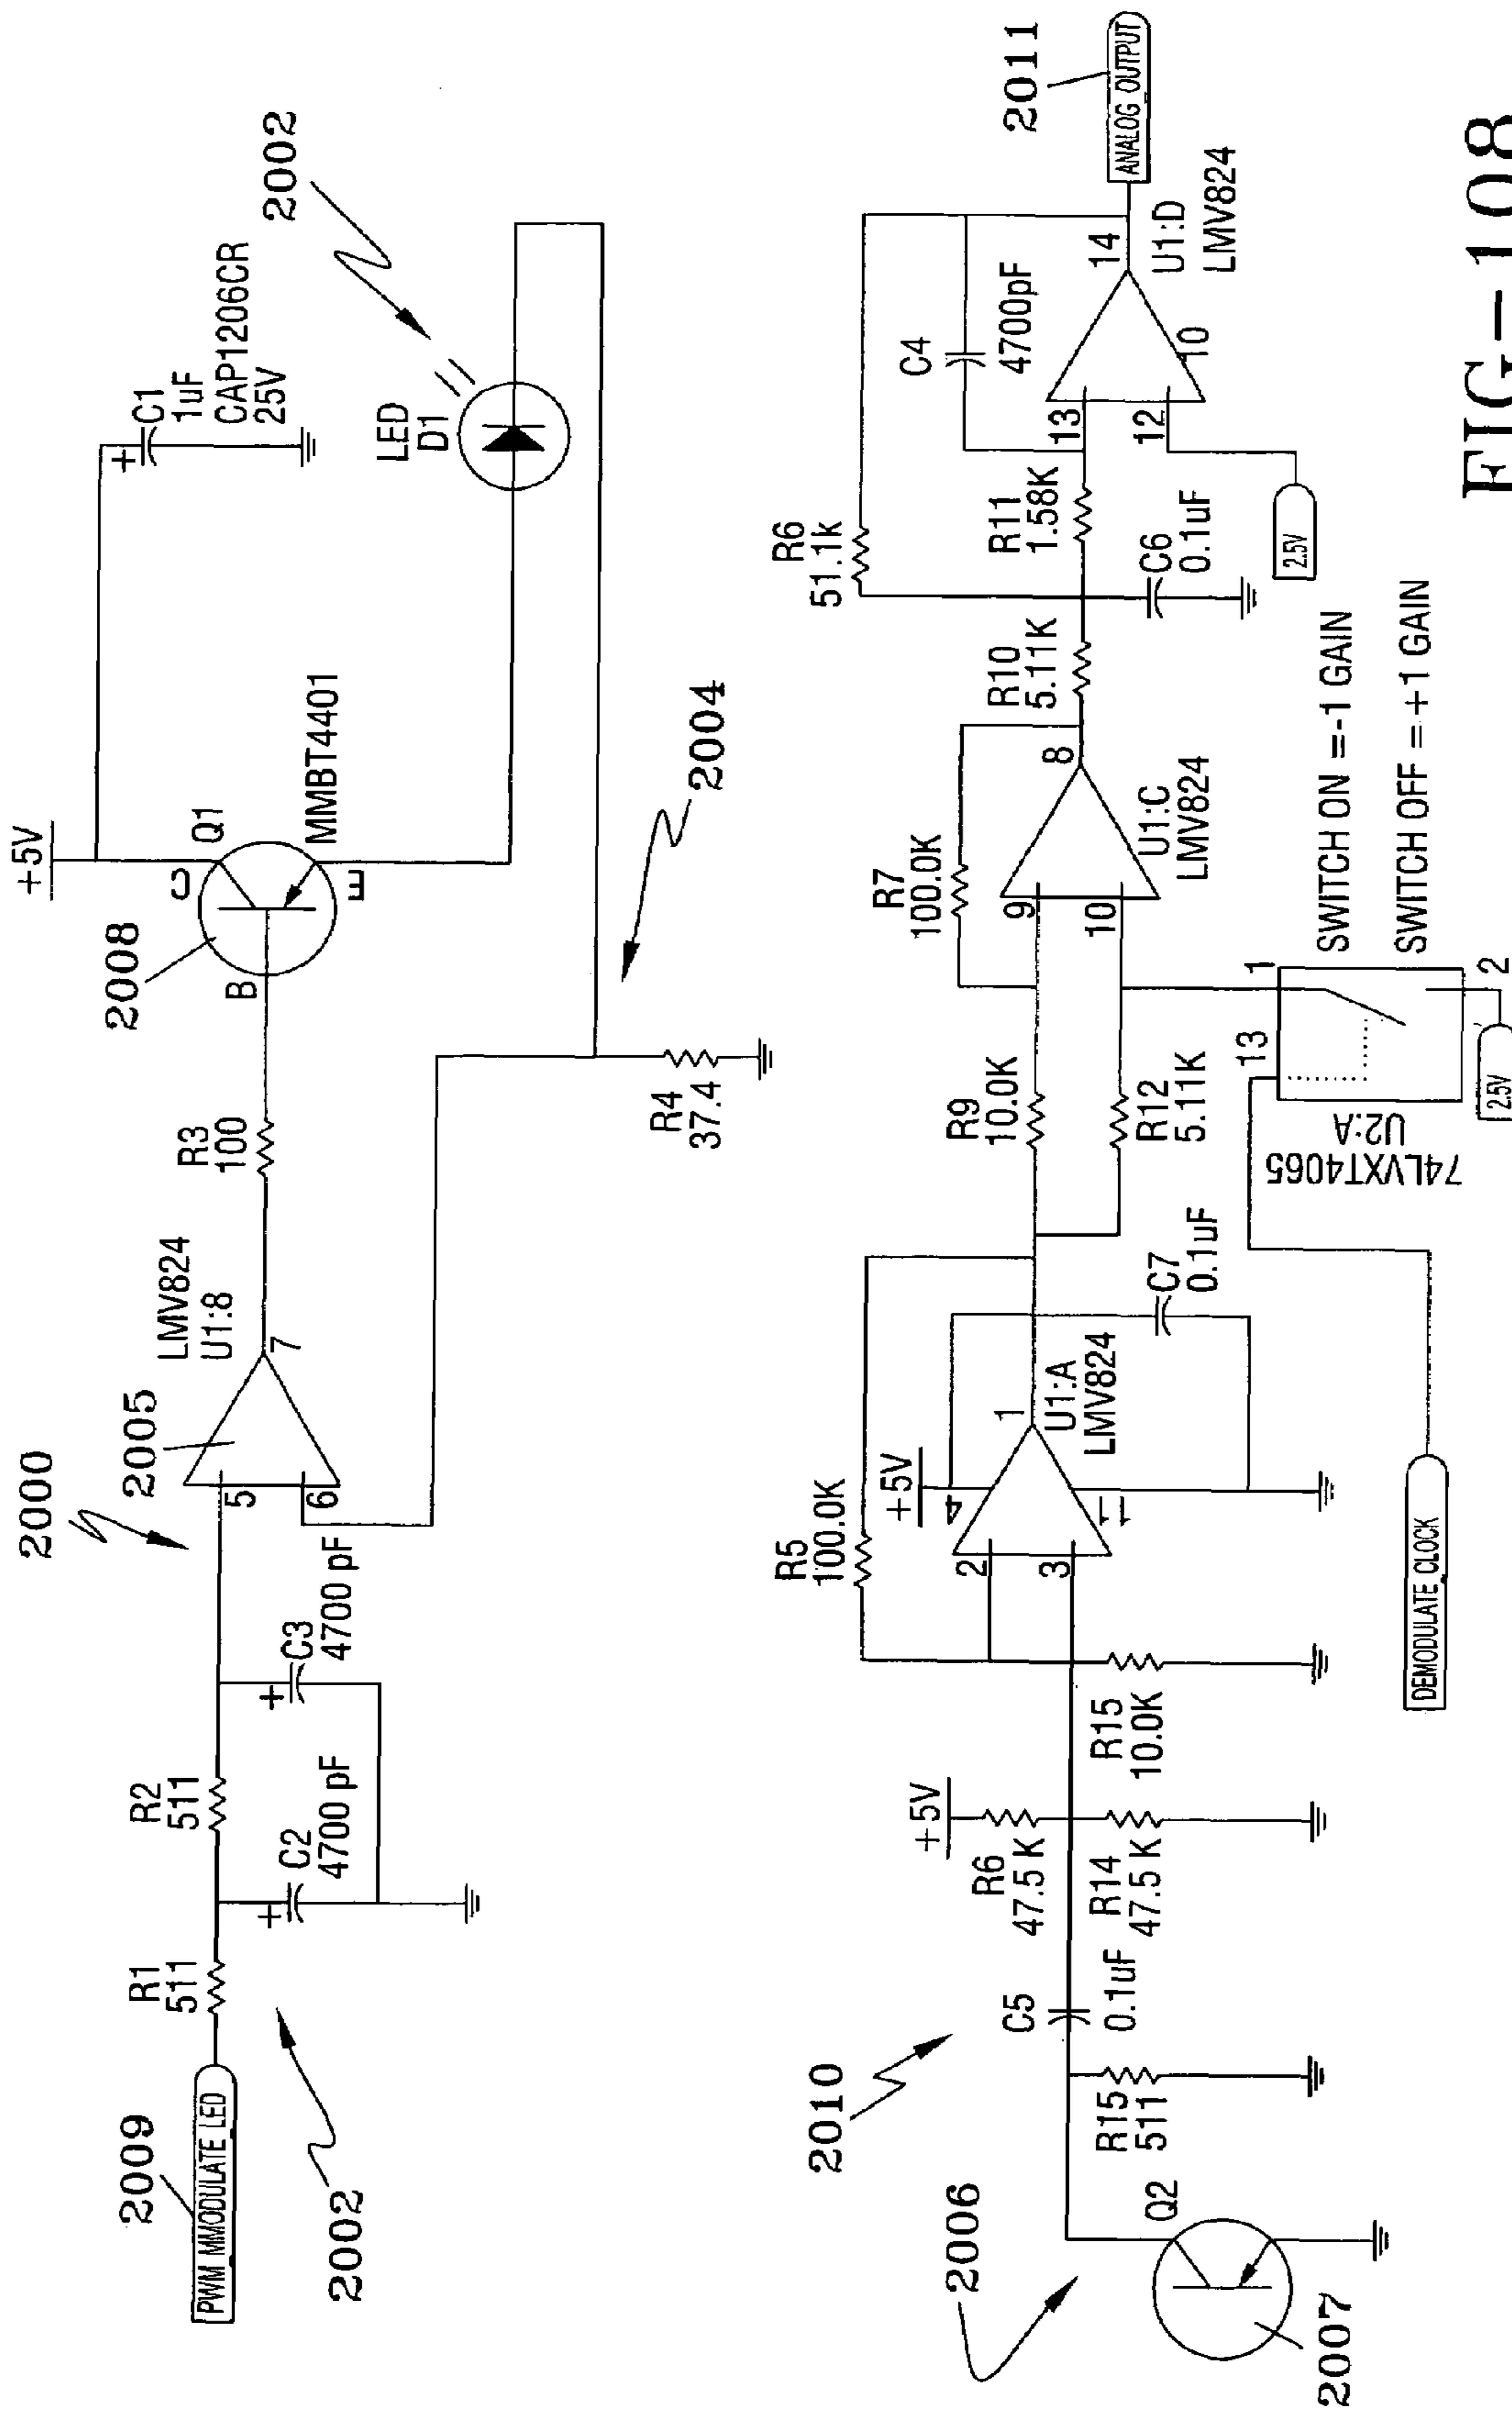 2000
2009
PWM MMODULATE LED
R1
511
R2
511
C2
4700 pF
C3
4700 pF
2002
2005
5
6
7
LMV824
U1:8
R3
100
2008
B
C
E
+5V
Q1
MMBT4401
C1
1uF
CAP1206CR
25V
+
+
+
LED
D1
2002
2004
R4
37.4
2010
2006
2007
Q2
R15
511
C5
0.1uF
+5V
R6
47.5K
R14
47.5K
R15
10.0K
R5
100.0K
2
3
+5V
4
11
1
U1:A
LMV824
C7
0.1uF
DEMODULATE CLOCK
R9
10.0K
R12
5.11K
R7
100.0K
9
10
8
U1:C
LMV824
74LVXT4065
U2:A
13
1
2
2.5V
SWITCH ON =-1 GAIN
SWITCH OFF = +1 GAIN
R10
5.11K
R6
51.1k
R11
1.58K
C6
0.1uF
C4
4700pF
13
12
2.5V
14
10
U1:D
LMV824
2011
ANALOG OUTPUT
FIG-108